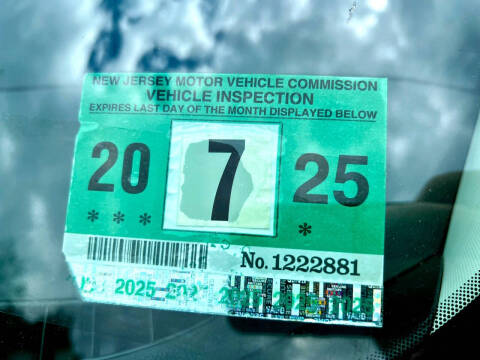 NEW JERSEY MOTOR VEHICLE COMMISSION
VEHICLE INSPECTION
EXPIRES LAST DAY OF THE MONTH DISPLAYED BELOW
20 7 25
*** *
No. 1222881
2025